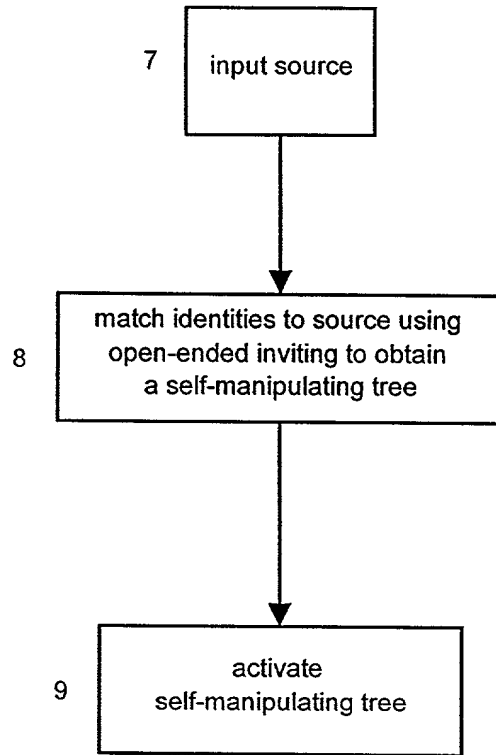 7
input source
match identities to source using
8
open-ended inviting to obtain
a self-manipulating tree
activate
9
self-manipulating tree